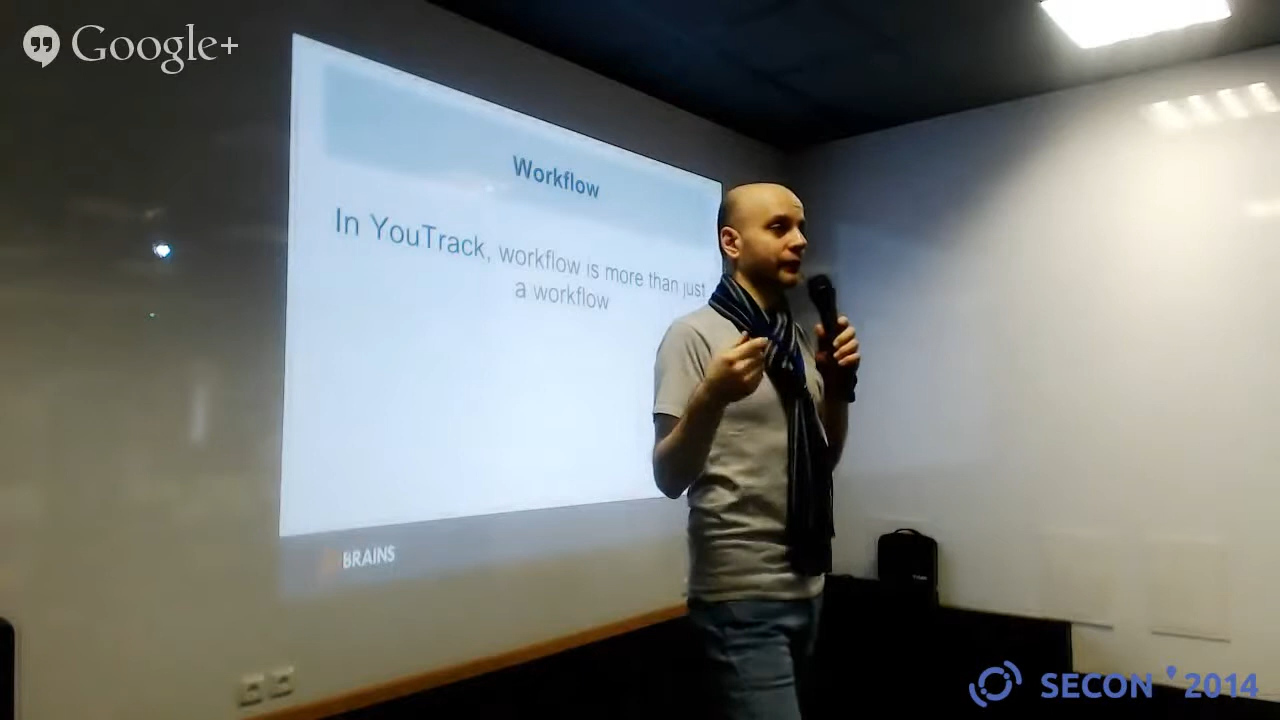 Google+
Workflow
In YouTrack, workflow is more than just
a workflow
BRAINS
SECON 2014